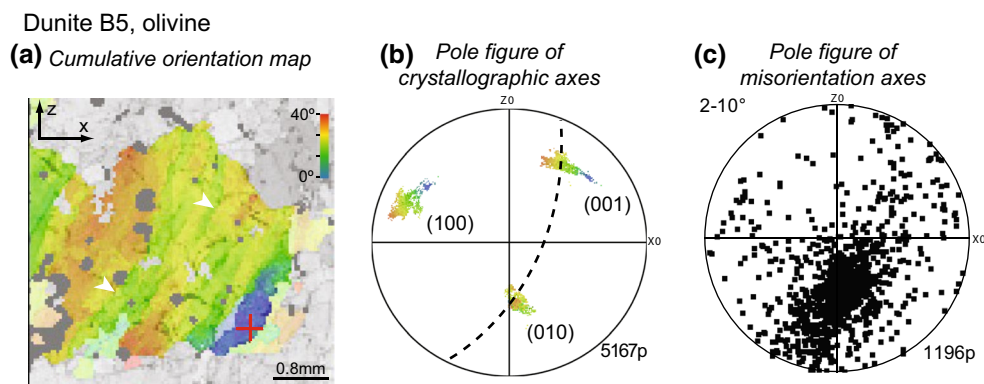 Dunite B5, olivine
(a) Cumulative orientation map
(b) Pole figure of
crystallographic axes
(c) Pole figure of
misorientation axes
z
x
40°
0°
0.8mm
Z0
(100)
(001)
X0
(010)
5167p
2-10°
Z0
X0
1196p